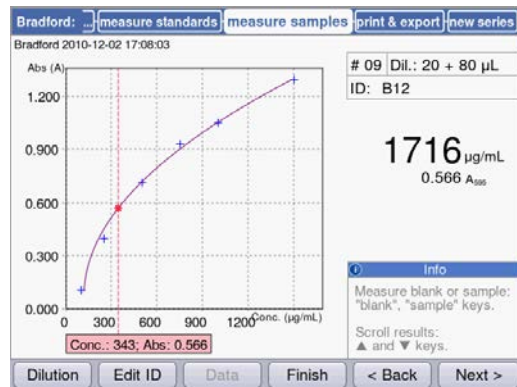 Bradford: ... measure standards measure samples print & export new series
Bradford 2010-12-02 17:08:03
Abs (A)
1.200
0.900
0.600
0.300
0.000
0 300 600 900 1200 Conc. (µg/mL)
Conc.: 343; Abs: 0.566
# 09 Dil.: 20 + 80 µL
ID: B12
1716 µg/mL
0.566 A595
Info
Measure blank or sample:
"blank", "sample" keys.
Scroll results:
▲ and ▼ keys.
Dilution Edit ID Data Finish < Back Next >